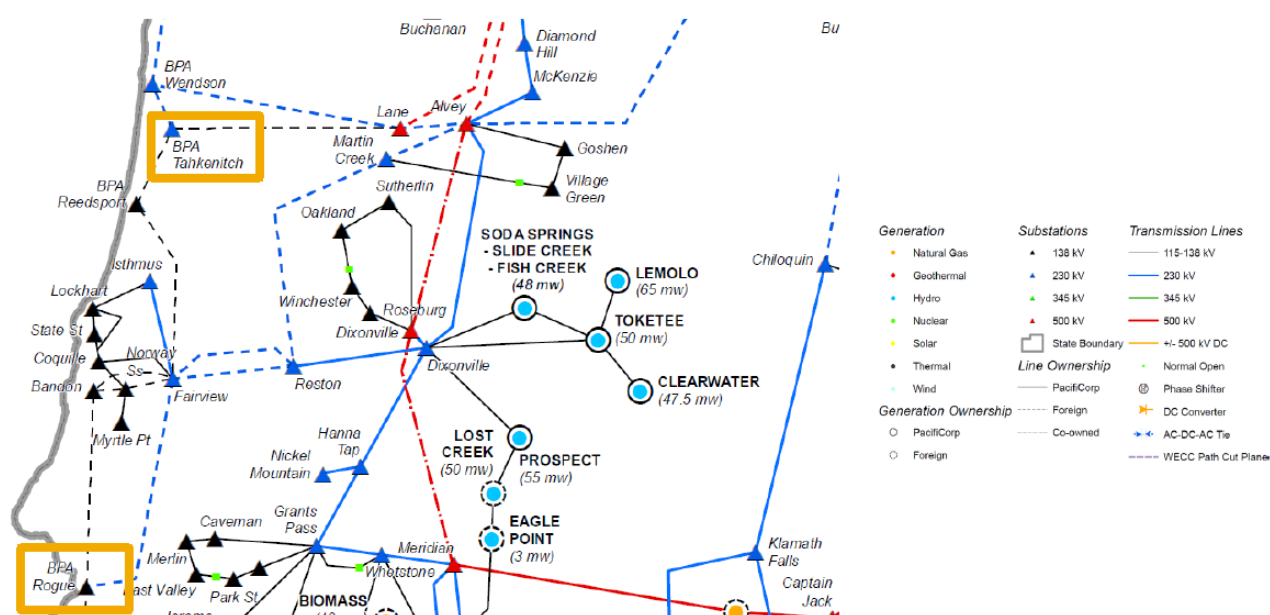 Buchanan
Bu
Diamond
Hill
BPA
Wendson
McKenzie
Lane
Alvey
BPA
Tahkenitch
Martin
Creek
Goshen
BPA
Reedsport
Village
Green
Sutherlin
Oakland
SODA SPRINGS
- SLIDE CREEK
- FISH CREEK
(48 mw)
Isthmus
LEMOLO
(65 mw)
Chiloquin
Lockhart
Winchester
Roseburg
TOKETEE
(50 mw)
State St
Dixonville
Coquille
Norway
Ss
Dixonville
Bandon
Fairview
Reston
CLEARWATER
(47.5 mw)
Myrtle Pt
Hanna
Tap
LOST
CREEK
(50 mw)
PROSPECT
(55 mw)
Nickel
Mountain
Grants
Pass
Caveman
EAGLE
POINT
(3 mw)
Merlin
Meridian
Klamath
Falls
BPA
Rogue
East Valley
Park St
Whetstone
Captain
Jack
Jerome
BIOMASS
Generation
Natural Gas
Geothermal
Hydro
Nuclear
Solar
Thermal
Wind
Generation Ownership
PacifiCorp
Foreign
Substations
138 kV
230 kV
345 kV
500 kV
State Boundary
Line Ownership
PacifiCorp
Foreign
Co-owned
Transmission Lines
115-138 kV
230 kV
345 kV
500 kV
+/- 500 kV DC
Normal Open
Phase Shifter
DC Converter
AC-DC-AC Tie
WECC Path Cut Plane